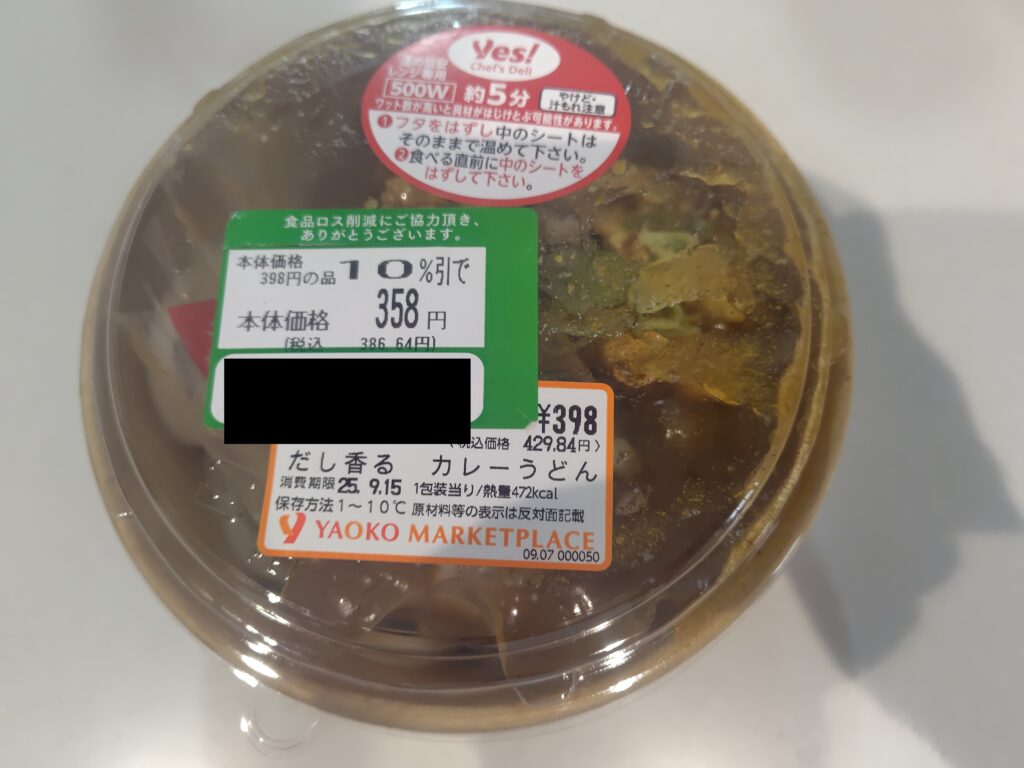 Yes!
Chef's Deli
レンジ専用
500W 約5分 やけど・汁もれ注意
ワット数が高いと具材がはじけとぶ可能性があります。
①フタをはずし中のシートは
そのままで温めて下さい。
②食べる直前に中のシートを
はずして下さい。
食品ロス削減にご協力頂き、
ありがとうございます。
本体価格
398円の品 10%引で
本体価格 358円
(税込 386.64円)
¥398
税込価格 429.84円)
だし香る カレーうどん
消費期限 25. 9.15 1包装当り/熱量472kcal
保存方法 1~10℃ 原材料等の表示は反対面記載
YAOKO MARKETPLACE
09.07 000050